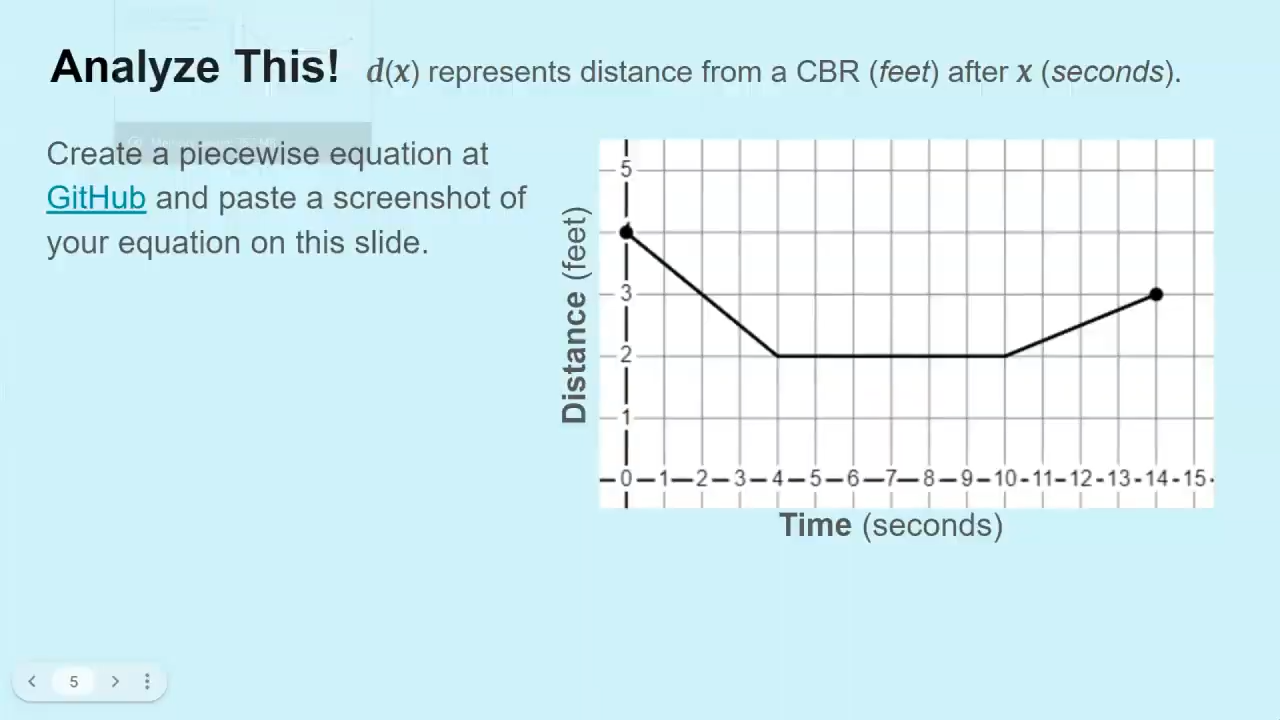 Analyze This! d(x) represents distance from a CBR (feet) after x (seconds).
Create a piecewise equation at
GitHub and paste a screenshot of
your equation on this slide.
5
3
2
1
Distance (feet)
0 1 2 3 4 5 6 7 8 9 10 11 12 13 14 15
Time (seconds)
5